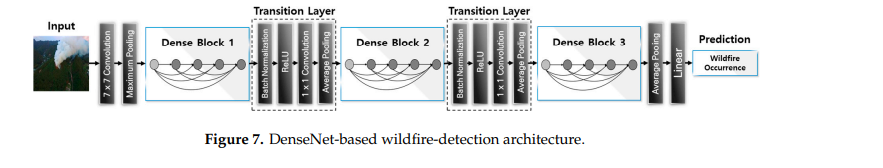 Transition Layer
Transition Layer
Input
Prediction
7 x 7 Convolution
Maximum Pooling
Dense Block 1
Batch Normalization
ReLU
1 x 1 Convolution
Average Pooling
Dense Block 2
Batch Normalization
ReLU
1 x 1 Convolution
Average Pooling
Dense Block 3
Average Pooling
Linear
Wildfire
Occurrence
Figure 7. DenseNet-based wildfire-detection architecture.